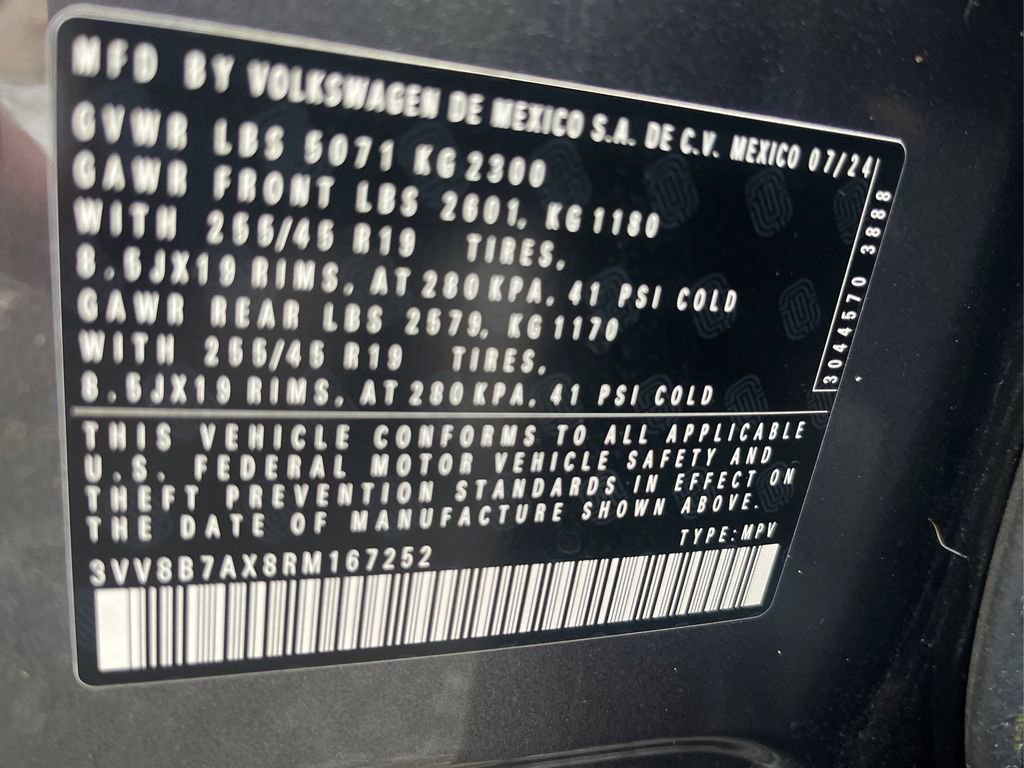 MFD BY VOLKSWAGEN DE MEXICO S.A. DE C.V. MEXICO 07/24
GVWR LBS 5071 KG 2300
GAWR FRONT LBS 2601, KG 1180
WITH 255/45 R19 TIRES,
8.5JX19 RIMS, AT 280 KPA, 41 PSI COLD
GAWR REAR LBS 2579, KG 1170
WITH 255/45 R19 TIRES,
8.5JX19 RIMS, AT 280 KPA, 41 PSI COLD
3044570 3888
THIS VEHICLE CONFORMS TO ALL APPLICABLE
U.S. FEDERAL MOTOR VEHICLE SAFETY AND
THEFT PREVENTION STANDARDS IN EFFECT ON
THE DATE OF MANUFACTURE SHOWN ABOVE.
TYPE:MPV
3VV8B7AX8RM167252